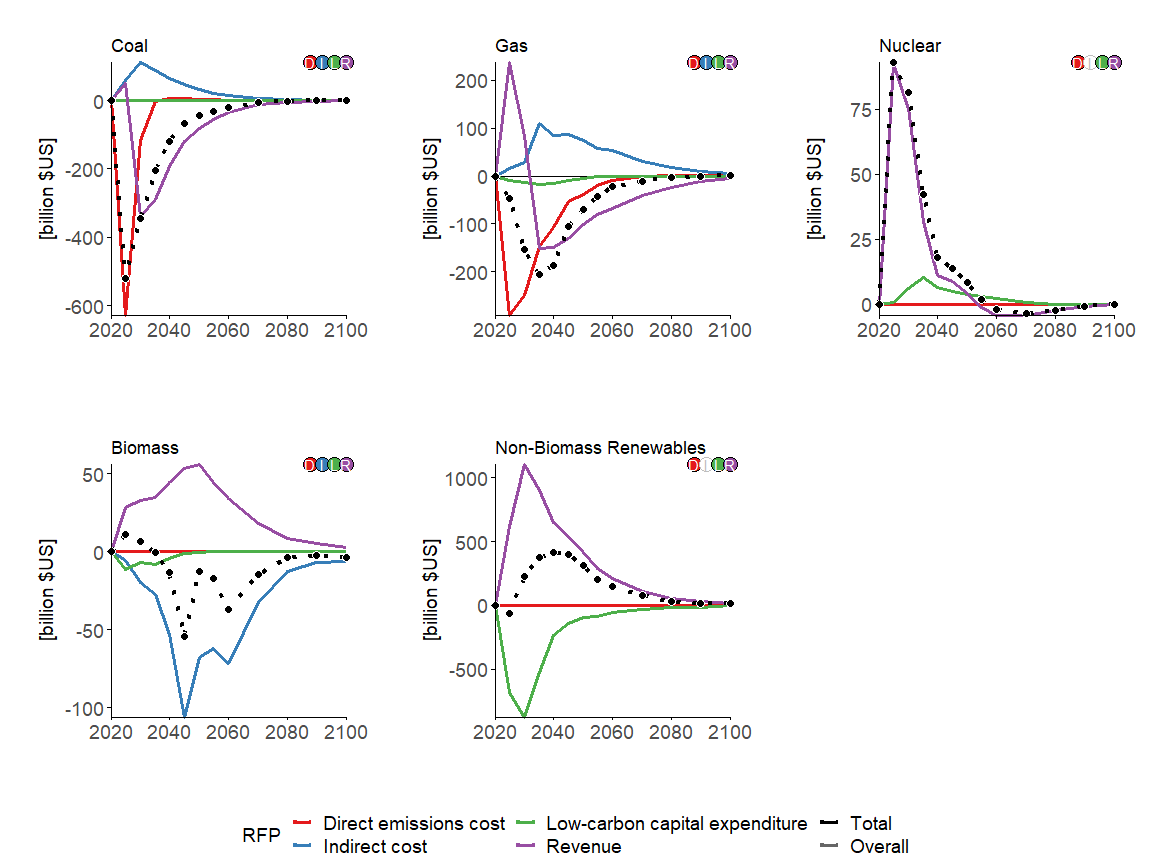 Coal
D I L R
0
-200
-400
-600
[billion $US]
2020 2040 2060 2080 2100
Gas
D I L R
200
100
0
-100
-200
[billion $US]
2020 2040 2060 2080 2100
Nuclear
D I L R
75
50
25
0
[billion $US]
2020 2040 2060 2080 2100
Biomass
D I L R
50
0
-50
-100
[billion $US]
2020 2040 2060 2080 2100
Non-Biomass Renewables
D I L R
1000
500
0
-500
[billion $US]
2020 2040 2060 2080 2100
RFP
Direct emissions cost Low-carbon capital expenditure Total
Indirect cost Revenue Overall